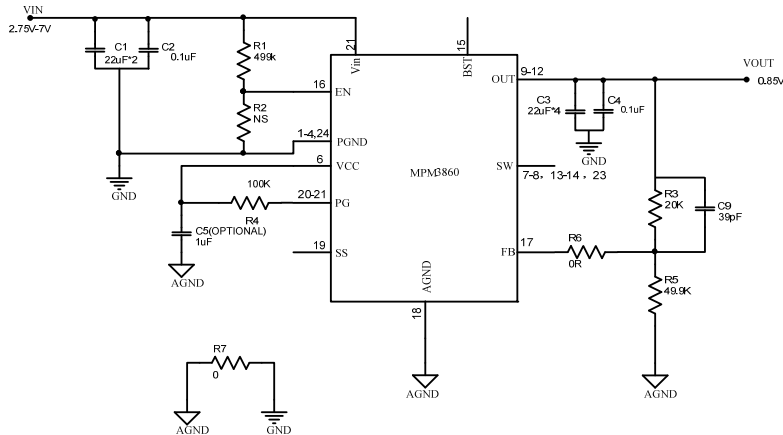 VIN
2.75V-7V
C1
22uF*2
C2
0.1uF
R1
499k
R2
NS
GND
21
Vin
15
BST
16
EN
1-4,24
PGND
6
VCC
100K
R4
20-21
PG
C5(OPTIONAL)
1uF
AGND
19
SS
MPM3860
OUT
9-12
SW
7-8, 13-14 , 23
FB
17
AGND
18
AGND
C3
22uF*4
C4
0.1uF
GND
VOUT
0.85V
R3
20K
C9
39pF
R6
0R
R5
49.9K
AGND
R7
0
AGND
GND